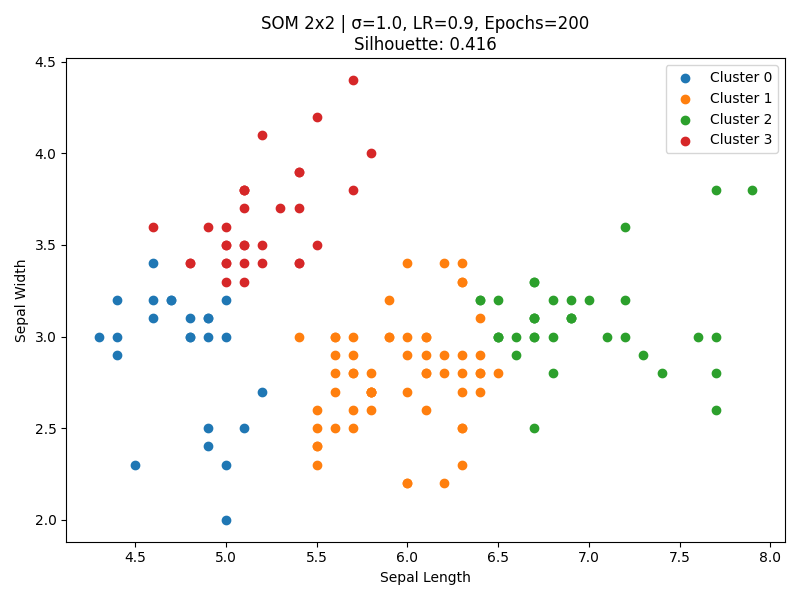 SOM 2x2 | σ=1.0, LR=0.9, Epochs=200
Silhouette: 0.416
Cluster 0
Cluster 1
Cluster 2
Cluster 3
Sepal Width
4.5
4.0
3.5
3.0
2.5
2.0
4.5 5.0 5.5 6.0 6.5 7.0 7.5 8.0
Sepal Length